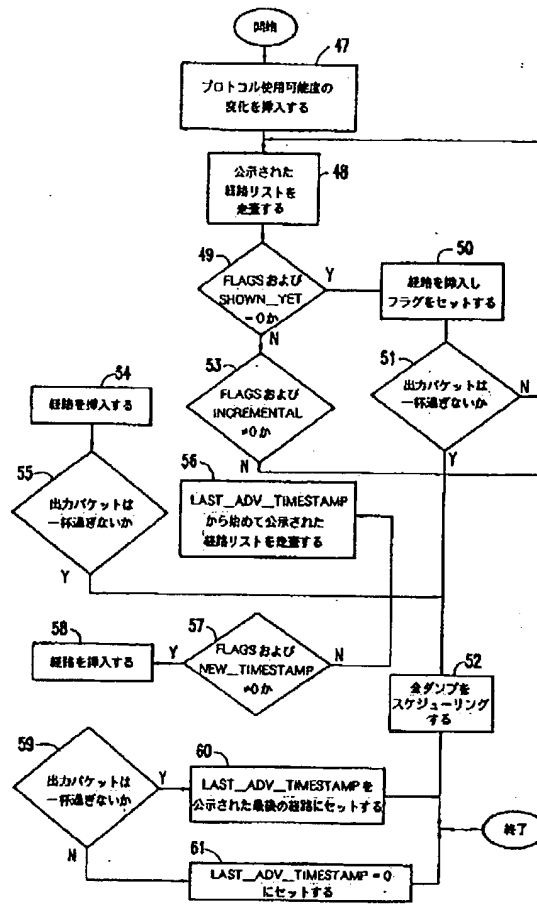 開始
47
プロトコル使用可能度の
変化を挿入する
48
公示された
経路リストを
走査する
49
FLAGSおよび
SHOWN__YET
=0か
Y
N
50
経路を挿入し
フラグをセットする
51
出力パケットは
一杯過ぎないか
N
Y
53
FLAGSおよび
INCREMENTAL
≠0か
N
54
経路を挿入する
55
出力パケットは
一杯過ぎないか
Y
56
LAST__ADV__TIMESTAMP
から始めて公示された
経路リストを走査する
57
FLAGSおよび
NEW__TIMESTAMP
≠0か
Y
N
58
経路を挿入する
52
全ダンプを
スケジューリング
する
59
出力パケットは
一杯過ぎないか
Y
N
60
LAST__ADV__TIMESTAMPを
公示された最後の経路にセットする
61
LAST__ADV__TIMESTAMP=0
にセットする
終了